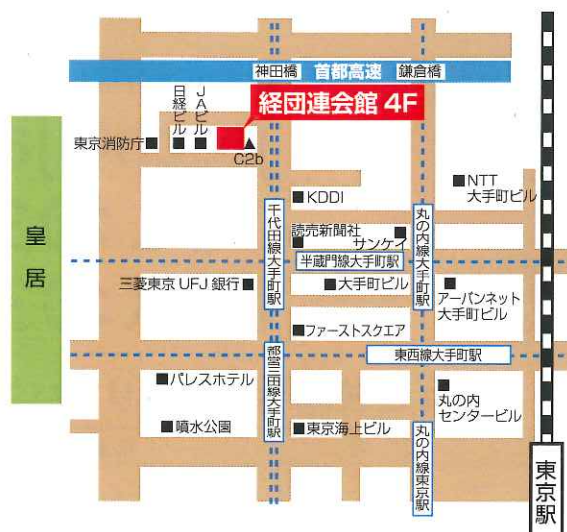 神田橋
首都高速
鎌倉橋
経団連会館 4F
日経ビル
JAビル
東京消防庁
C2b
KDDI
NTT
大手町ビル
皇居
千代田線大手町駅
読売新聞社
サンケイ
丸の内線大手町駅
半蔵門線大手町駅
三菱東京UFJ銀行
大手町ビル
アーバンネット
大手町ビル
ファーストスクエア
都営三田線大手町駅
東西線大手町駅
パレスホテル
丸の内
センタービル
噴水公園
東京海上ビル
丸の内線東京駅
東京駅